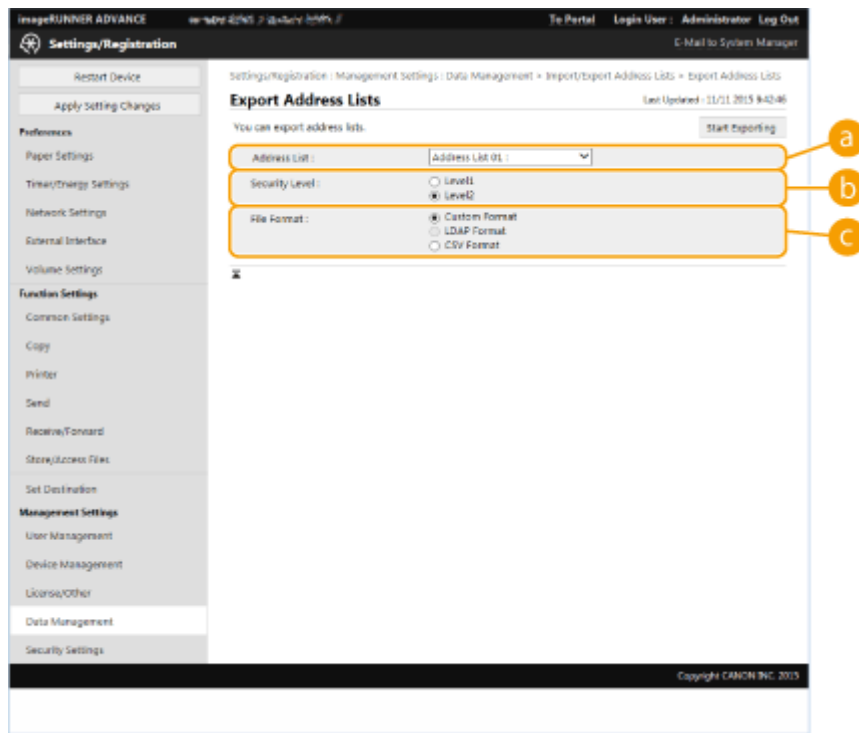 imageRUNNER ADVANCE
To Portal Login User : Administrator Log Out
Settings/Registration
E-Mail to System Manager
Restart Device
Apply Setting Changes
Settings/Registration : Management Settings : Data Management > Import/Export Address Lists > Export Address Lists
Export Address Lists
Last Updated : 11/11 2015 9:42:46
You can export address lists.
Start Exporting
Preferences
Paper Settings
Timer/Energy Settings
Network Settings
External Interface
Volume Settings
Function Settings
Common Settings
Copy
Printer
Send
Receive/Forward
Store/Access Files
Set Destination
Management Settings
User Management
Device Management
License/Other
Data Management
Security Settings
Address List :
Address List 01 :
a
Security Level :
Level1
Level2
b
File Format :
Custom Format
LDAP Format
CSV Format
c
Copyright CANON INC. 2015